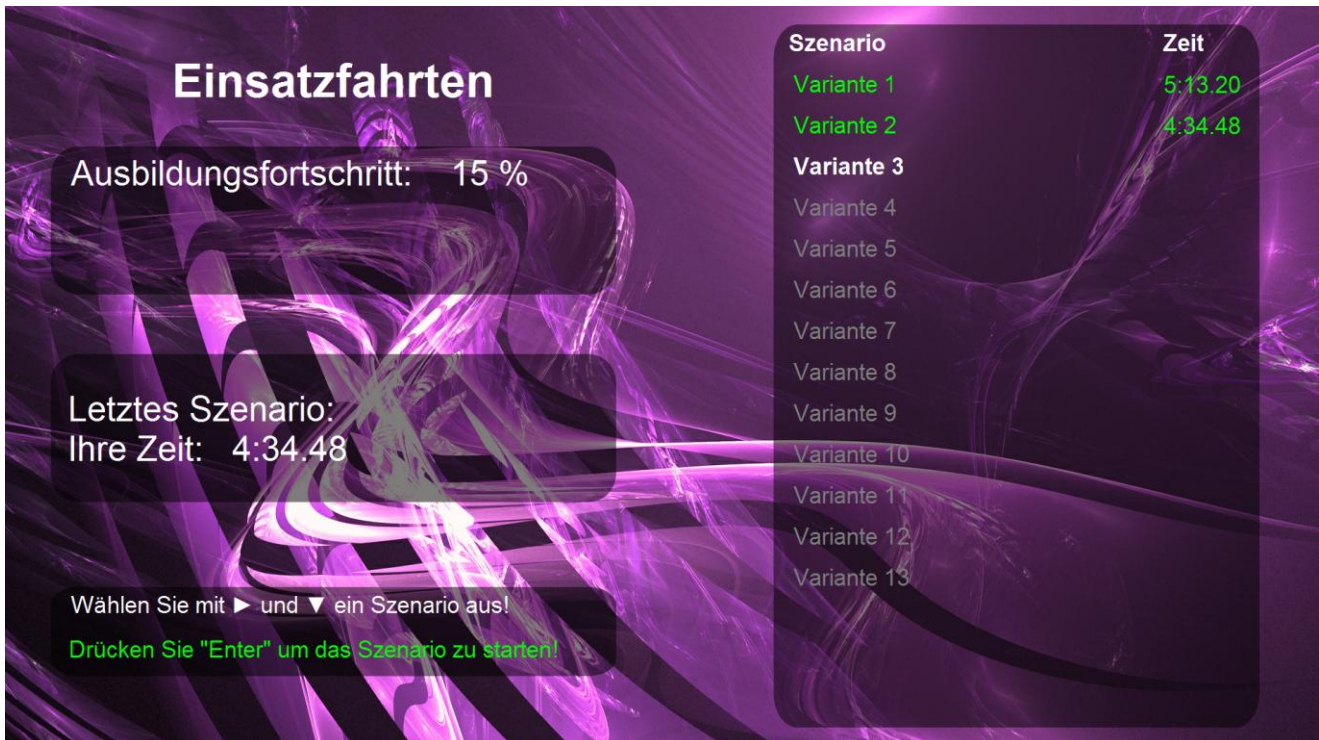 Einsatzfahrten
Ausbildungsfortschritt: 15 %
Letztes Szenario:
Ihre Zeit: 4:34.48
Wählen Sie mit ► und ▼ ein Szenario aus!
Drücken Sie "Enter" um das Szenario zu starten!
Szenario Zeit
Variante 1 5:13.20
Variante 2 4:34.48
Variante 3
Variante 4
Variante 5
Variante 6
Variante 7
Variante 8
Variante 9
Variante 10
Variante 11
Variante 12
Variante 13